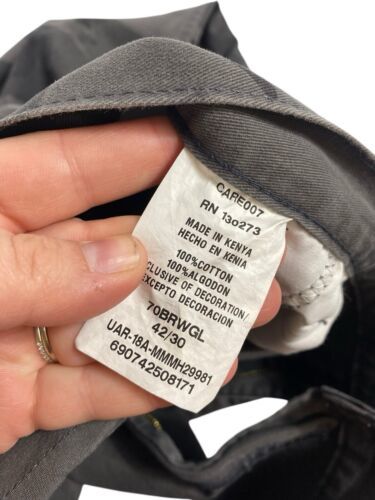 CARE007
RN 130273
MADE IN KENYA
HECHO EN KENIA
100%COTTON
100%ALGODON
EXCLUSIVE OF DECORATION/
EXCEPTO DECORACION
70BRWGL
42/30
UAR-18A-MMMH29981
690742508171